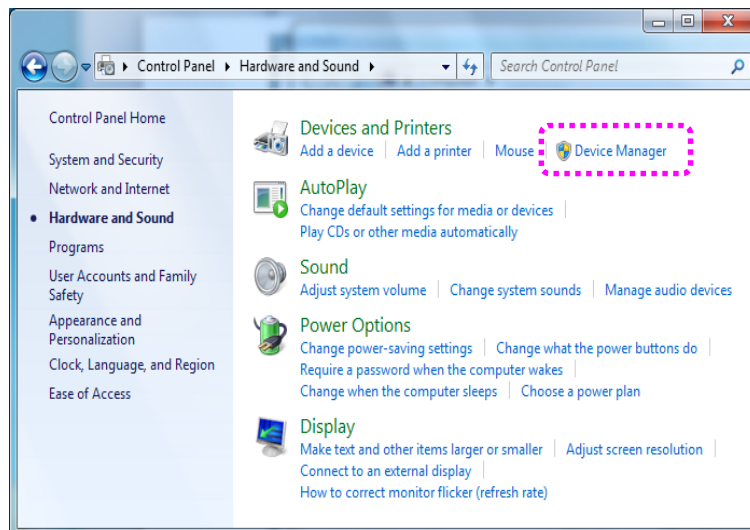 Control Panel Hardware and Sound Search Control Panel
Control Panel Home
System and Security
Network and Internet
Hardware and Sound
Programs
User Accounts and Family
Safety
Appearance and
Personalization
Clock, Language, and Region
Ease of Access
Devices and Printers
Add a device Add a printer Mouse Device Manager
AutoPlay
Change default settings for media or devices
Play CDs or other media automatically
Sound
Adjust system volume Change system sounds Manage audio devices
Power Options
Change power-saving settings Change what the power buttons do
Require a password when the computer wakes
Change when the computer sleeps Choose a power plan
Display
Make text and other items larger or smaller Adjust screen resolution
Connect to an external display
How to correct monitor flicker (refresh rate)